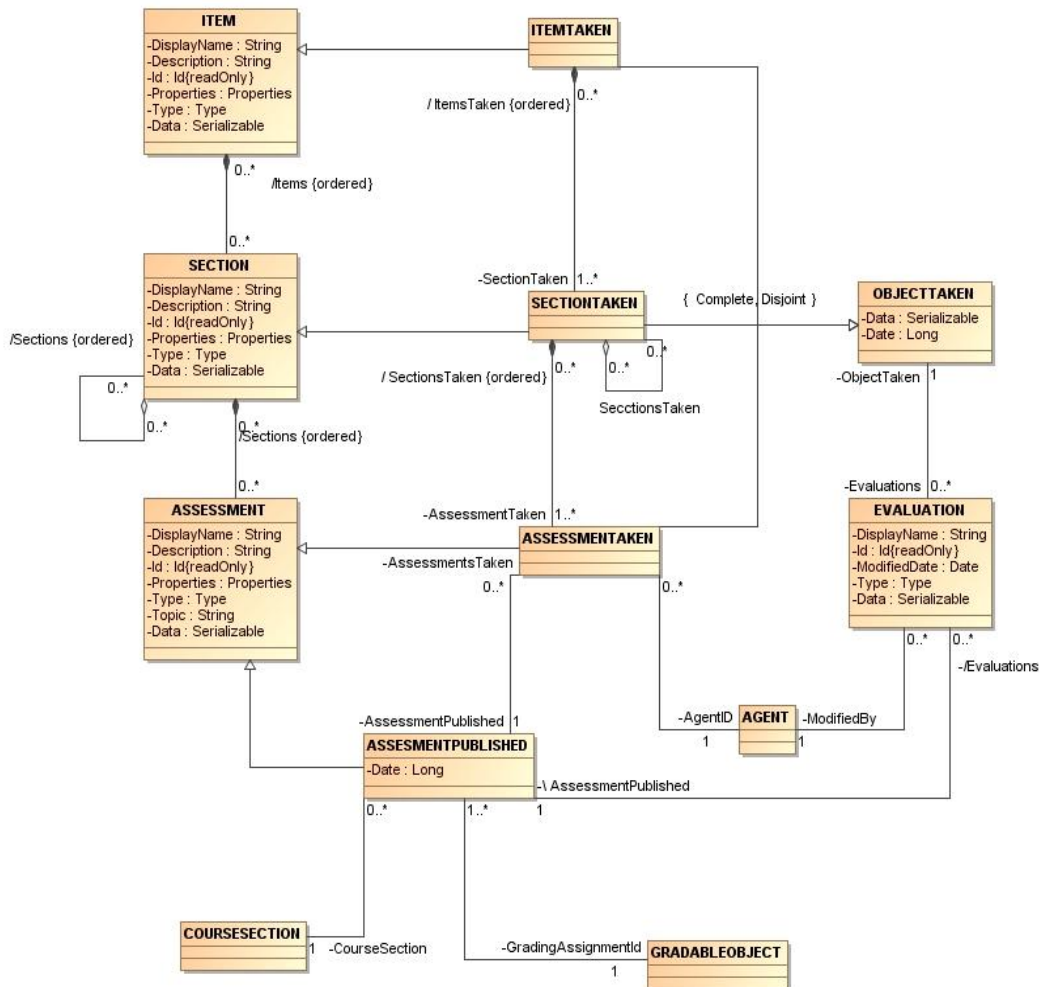 ITEM
-DisplayName : String
-Description : String
-Id : Id{readOnly}
-Properties : Properties
-Type : Type
-Data : Serializable
ITEMTAKEN
0..*
/ ItemsTaken {ordered}
0..*
/Items {ordered}
0..*
SECTION
-DisplayName : String
-Description : String
-Id : Id{readOnly}
-Properties : Properties
-Type : Type
-Data : Serializable
/Sections {ordered}
0..*
0..*
0..*
/Sections {ordered}
0..*
-SectionTaken
1..*
SECTIONTAKEN
{ Complete, Disjoint }
OBJECTTAKEN
-Data : Serializable
-Date : Long
/ SectionsTaken {ordered}
0..*
0..*
0..*
SecctionsTaken
-ObjectTaken
1
-Evaluations
0..*
ASSESSMENT
-DisplayName : String
-Description : String
-Id : Id{readOnly}
-Properties : Properties
-Type : Type
-Topic : String
-Data : Serializable
-AssessmentTaken
1..*
ASSESSMENTAKEN
-AssessmentsTaken
0..*
0..*
EVALUATION
-DisplayName : String
-Id : Id{readOnly}
-ModifiedDate : Date
-Type : Type
-Data : Serializable
0..*
0..*
-/Evaluations
-AssessmentPublished
1
-AgentID
1
AGENT
-ModifiedBy
1
ASSESMENTPUBLISHED
-Date : Long
-\ AssessmentPublished
0..*
1..*
1
COURSESECTION
1
-CourseSection
-GradingAssignmentId
1
GRADABLEOBJECT